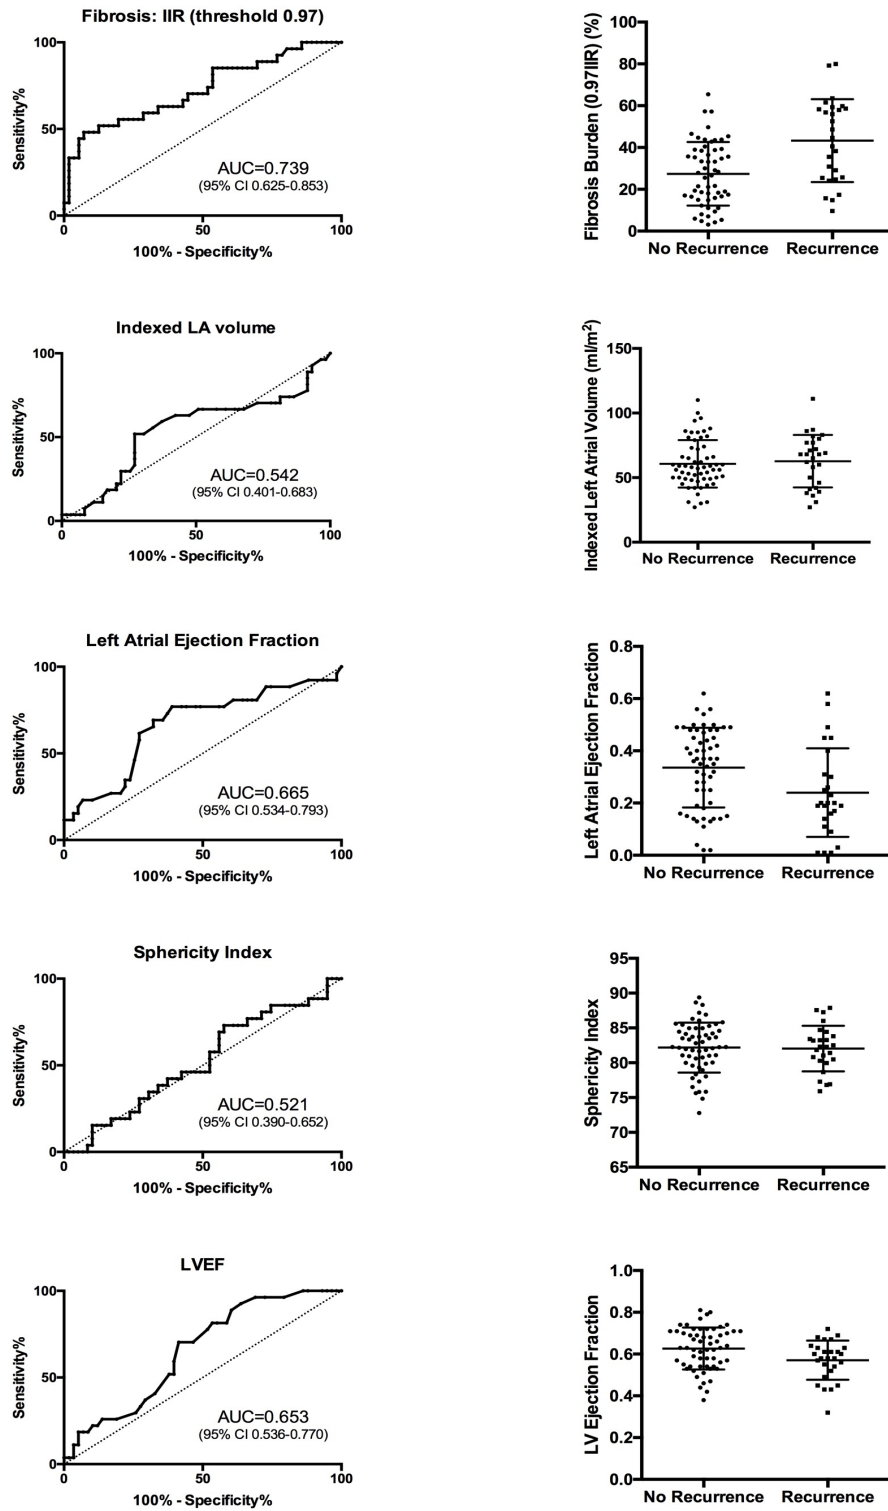 Fibrosis: IIR (threshold 0.97)
100
50
0
Sensitivity%
AUC=0.739
(95% CI 0.625-0.853)
0 50 100
100% - Specificity%
Fibrosis Burden (0.97IIR) (%)
100
80
60
40
20
0
No Recurrence Recurrence
Indexed LA volume
100
50
0
Sensitivity%
AUC=0.542
(95% CI 0.401-0.683)
0 50 100
100% - Specificity%
Indexed Left Atrial Volume (ml/m²)
150
100
50
0
No Recurrence Recurrence
Left Atrial Ejection Fraction
100
50
0
Sensitivity%
AUC=0.665
(95% CI 0.534-0.793)
0 50 100
100% - Specificity%
Left Atrial Ejection Fraction
0.8
0.6
0.4
0.2
0.0
No Recurrence Recurrence
Sphericity Index
100
50
0
Sensitivity%
AUC=0.521
(95% CI 0.390-0.652)
0 50 100
100% - Specificity%
Sphericity Index
95
90
85
80
75
70
65
No Recurrence Recurrence
LVEF
100
50
0
Sensitivity%
AUC=0.653
(95% CI 0.536-0.770)
0 50 100
100% - Specificity%
LV Ejection Fraction
1.0
0.8
0.6
0.4
0.2
0.0
No Recurrence Recurrence